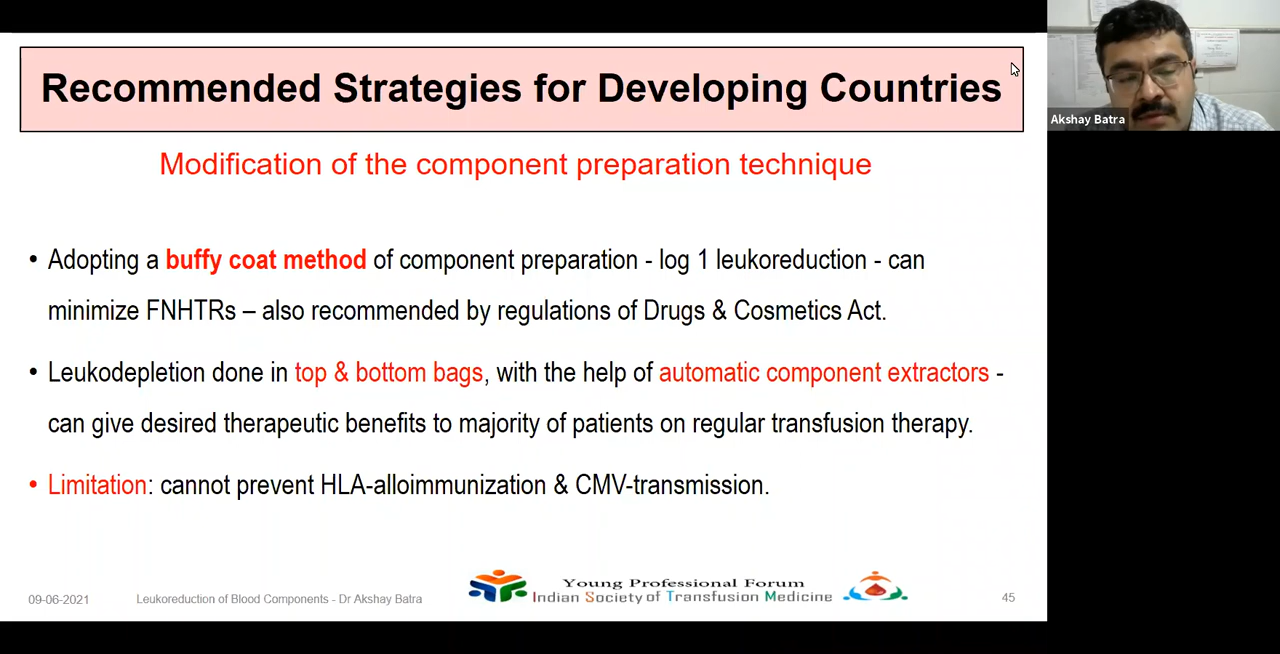 Recommended Strategies for Developing Countries
Modification of the component preparation technique
• Adopting a buffy coat method of component preparation - log 1 leukoreduction - can
minimize FNHTRs – also recommended by regulations of Drugs & Cosmetics Act.
• Leukodepletion done in top & bottom bags, with the help of automatic component extractors -
can give desired therapeutic benefits to majority of patients on regular transfusion therapy.
• Limitation: cannot prevent HLA-alloimmunization & CMV-transmission.
09-06-2021
Leukoreduction of Blood Components - Dr Akshay Batra
Young Professional Forum
Indian Society of Transfusion Medicine
45
Akshay Batra